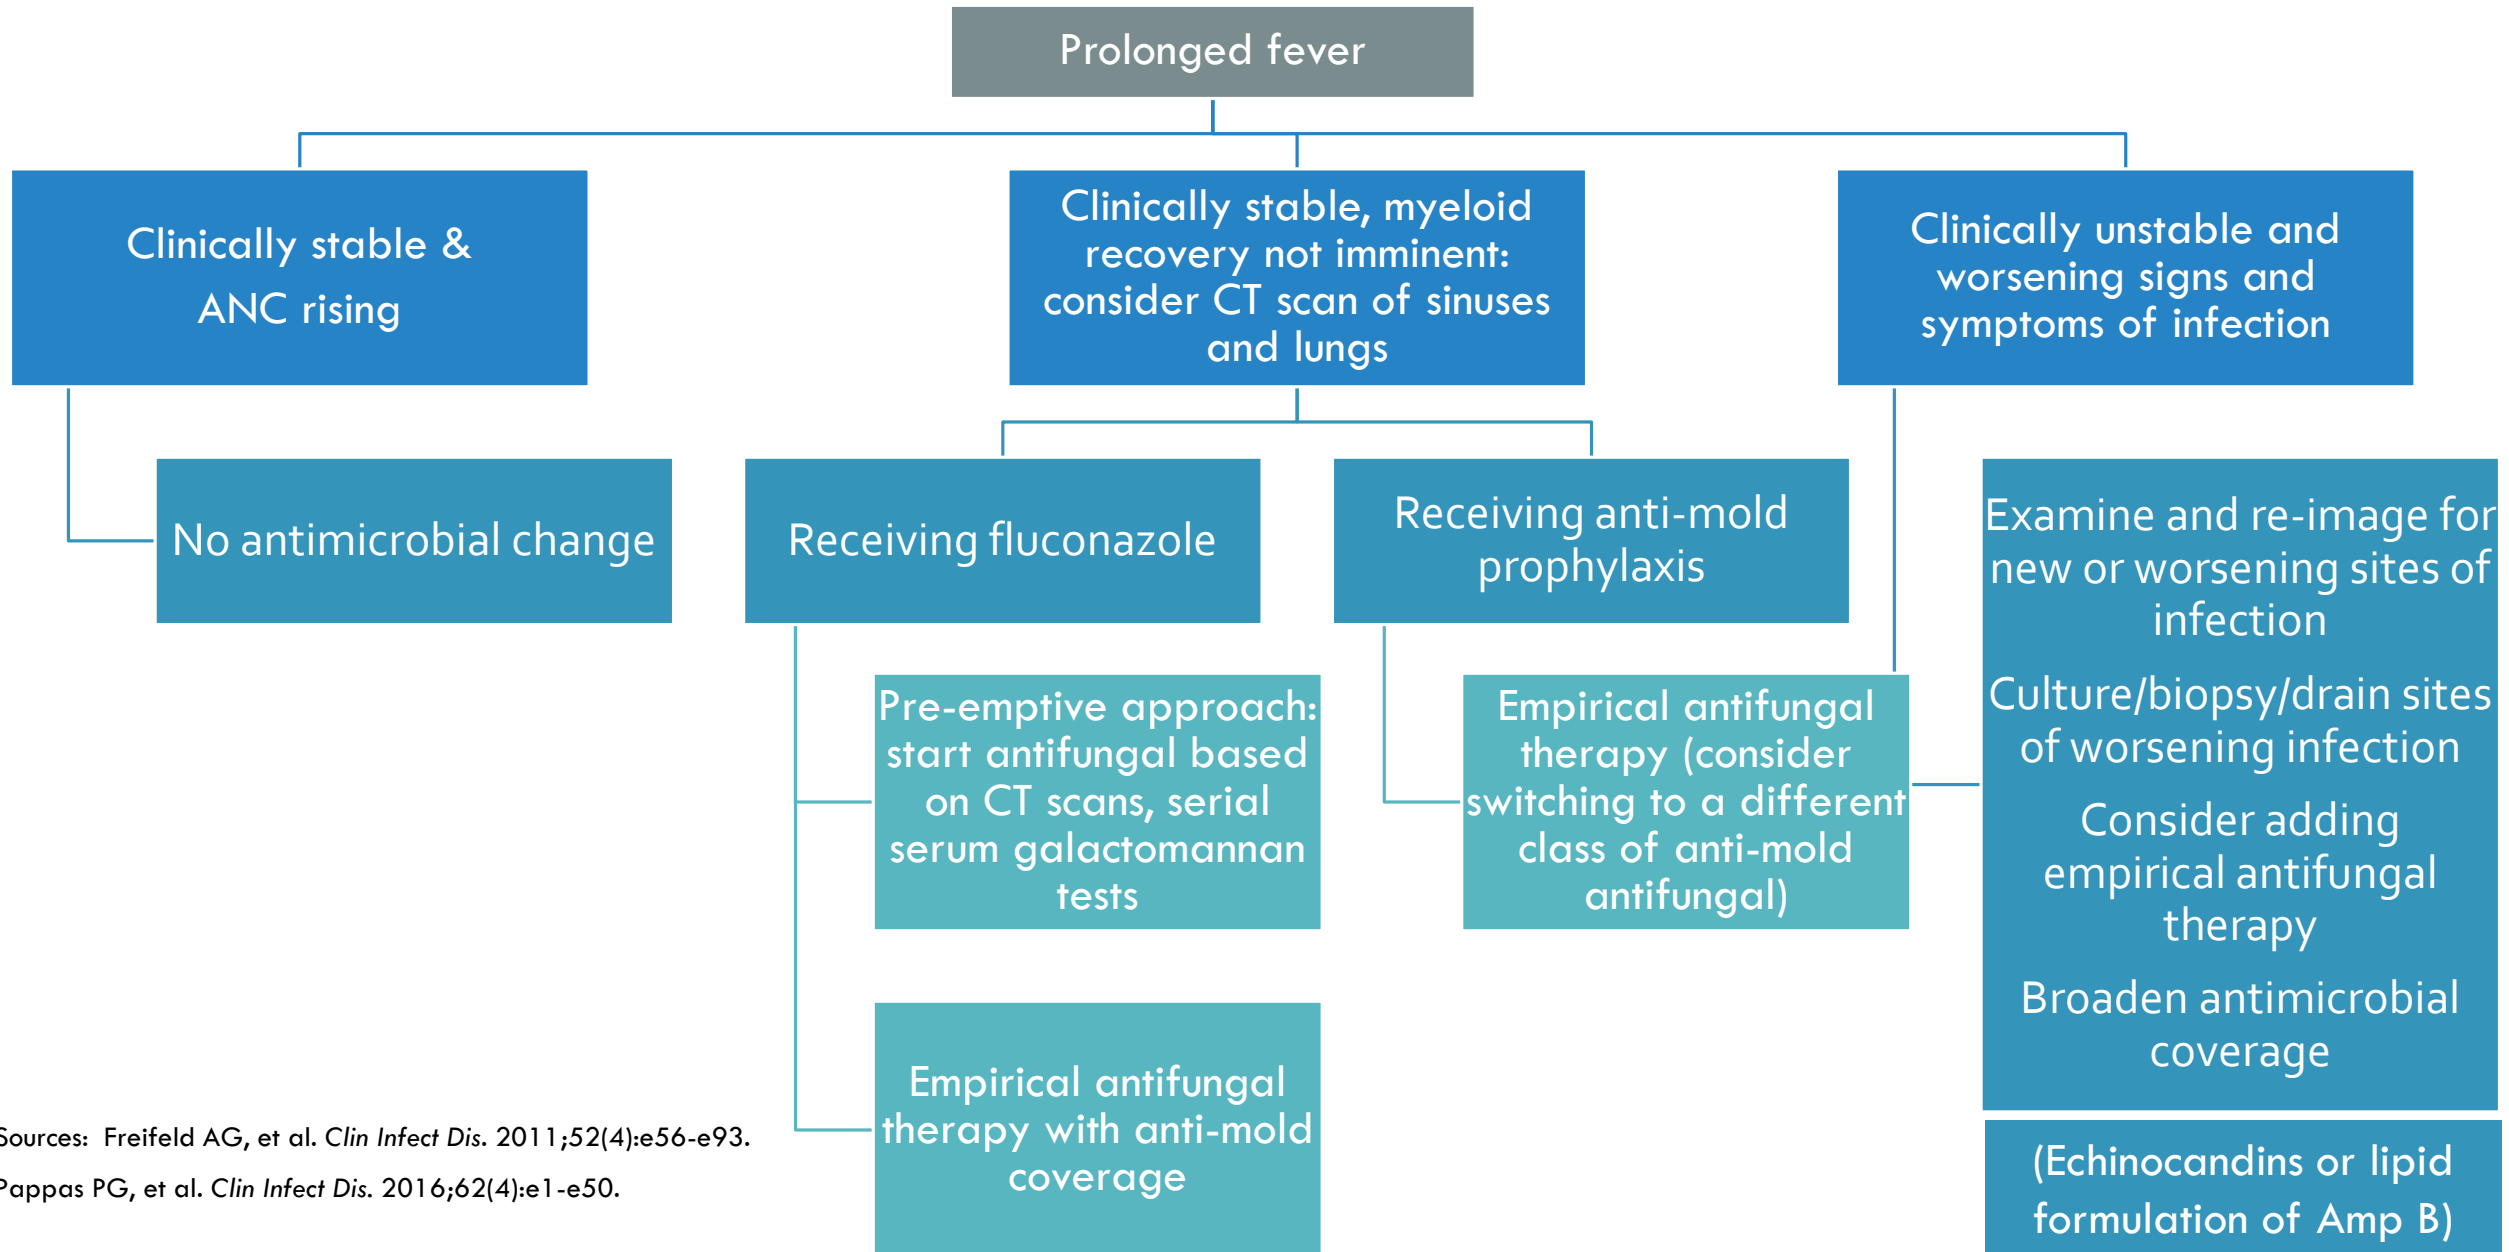 Prolonged fever
Clinically stable &
ANC rising
Clinically stable, myeloid
recovery not imminent:
consider CT scan of sinuses
and lungs
Clinically unstable and
worsening signs and
symptoms of infection
No antimicrobial change
Receiving fluconazole
Receiving anti-mold
prophylaxis
Examine and re-image for
new or worsening sites of
infection
Culture/biopsy/drain sites
of worsening infection
Consider adding
empirical antifungal
therapy
Broaden antimicrobial
coverage
Pre-emptive approach:
start antifungal based
on CT scans, serial
serum galactomannan
tests
Empirical antifungal
therapy (consider
switching to a different
class of anti-mold
antifungal)
Empirical antifungal
therapy with anti-mold
coverage
(Echinocandins or lipid
formulation of Amp B)
Sources: Freifeld AG, et al. Clin Infect Dis. 2011;52(4):e56-e93.
Pappas PG, et al. Clin Infect Dis. 2016;62(4):e1-e50.